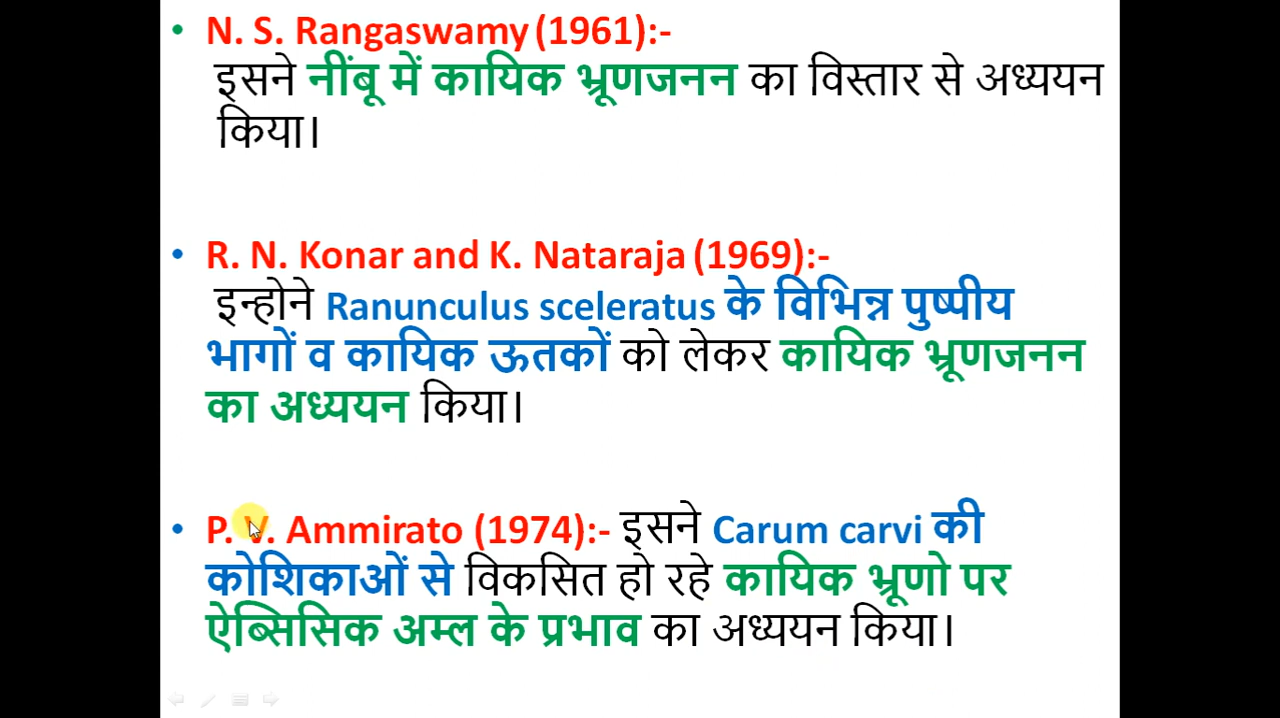 N. S. Rangaswamy (1961):-
इसने नींबू में कायिक भ्रूणजनन का विस्तार से अध्ययन
किया।
R. N. Konar and K. Nataraja (1969):-
इन्होने Ranunculus sceleratus के विभिन्न पुष्पीय
भागों व कायिक ऊतकों को लेकर कायिक भ्रूणजनन
का अध्ययन किया।
P. V. Ammirato (1974):- इसने Carum carvi की
कोशिकाओं से विकसित हो रहे कायिक भ्रूणो पर
ऐब्सिसिक अम्ल के प्रभाव का अध्ययन किया।